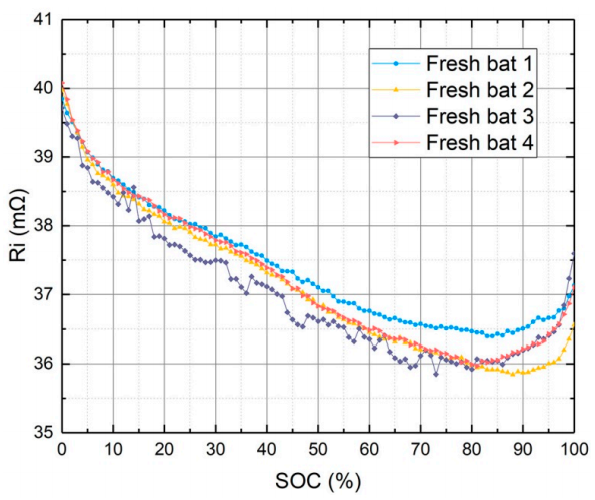 41
40
39
38
37
36
35
Ri (mΩ)
Fresh bat 1
Fresh bat 2
Fresh bat 3
Fresh bat 4
0 10 20 30 40 50 60 70 80 90 100
SOC (%)